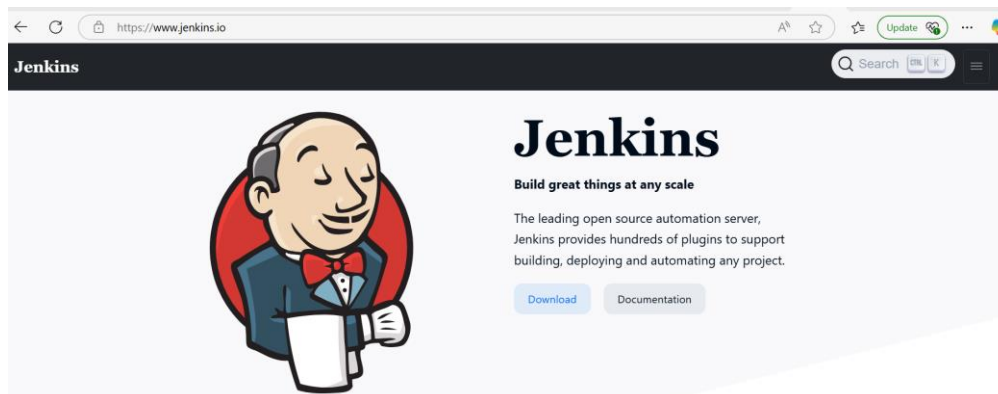 https://www.jenkins.io
Update
Jenkins
Search CTRL K
Jenkins
Build great things at any scale
The leading open source automation server,
Jenkins provides hundreds of plugins to support
building, deploying and automating any project.
Download Documentation